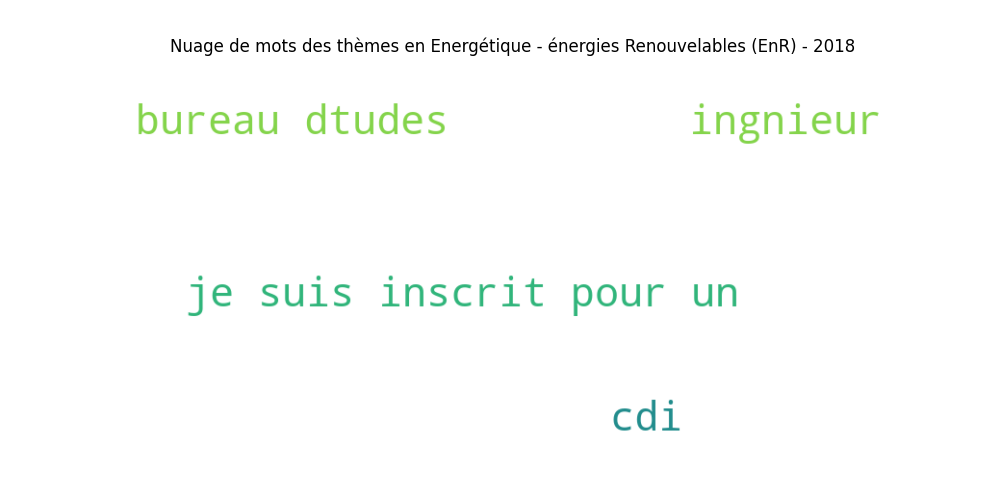 Nuage de mots des thèmes en Energétique - énergies Renouvelables (EnR) - 2018
bureau dtudes
ingnieur
je suis inscrit pour un
cdi